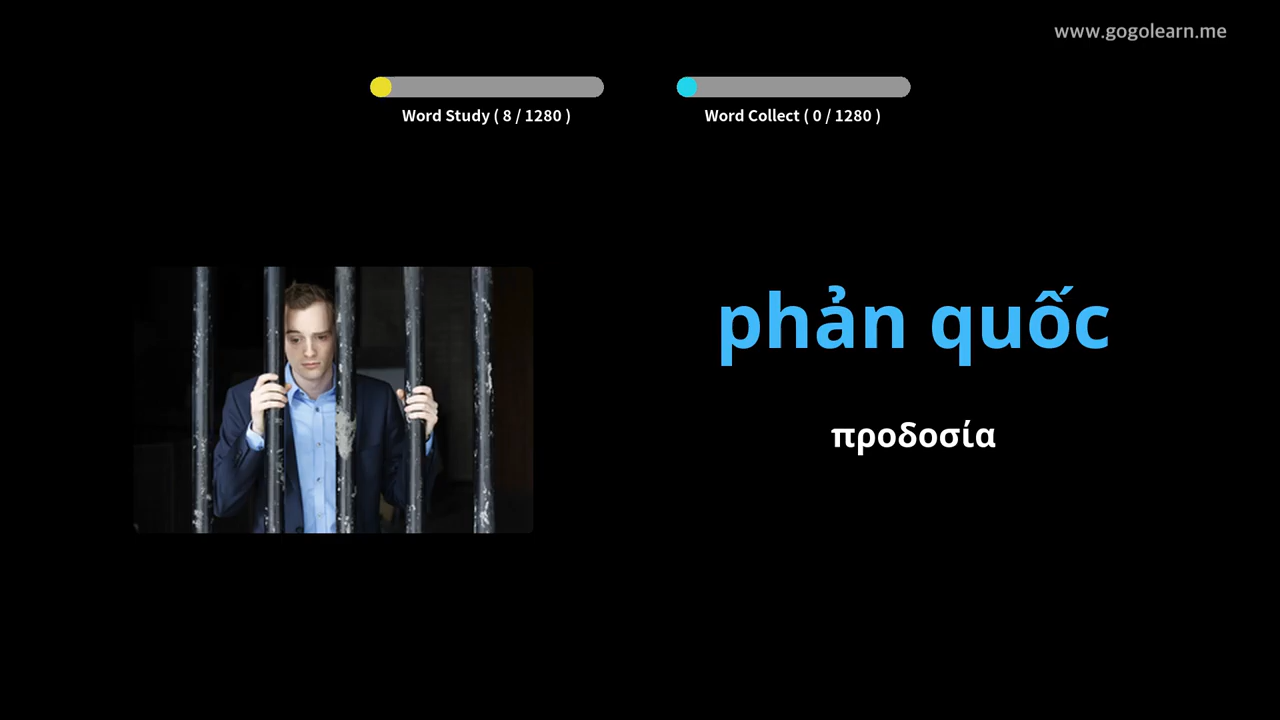 www.gogolearn.me
Word Study ( 8 / 1280 )
Word Collect ( 0 / 1280 )
phản quốc
προδοσία